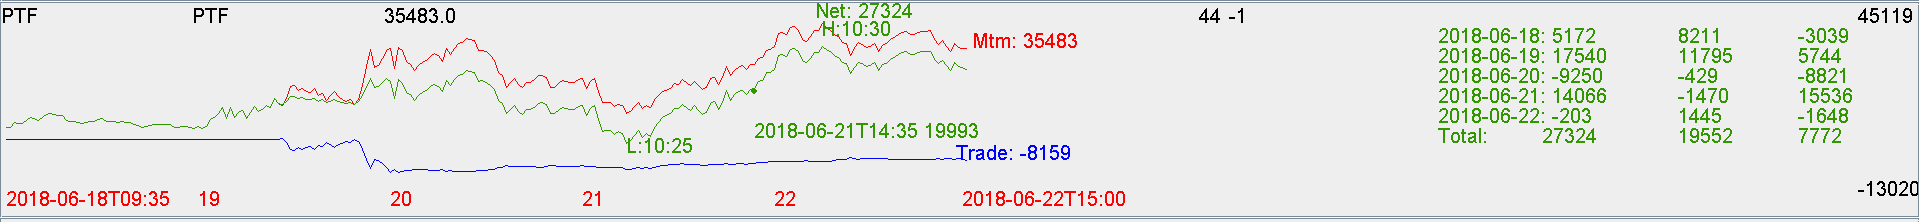 PTF PTF 35483.0 Net: 27324 44 -1 45119
H:10:30
Mtm: 35483
2018-06-18: 5172 8211 -3039
2018-06-19: 17540 11795 5744
2018-06-20: -9250 -429 -8821
2018-06-21: 14066 -1470 15536
2018-06-22: -203 1445 -1648
Total: 27324 19552 7772
2018-06-21T14:35 19993
L:10:25
Trade: -8159
-13020
2018-06-18T09:35 19 20 21 22 2018-06-22T15:00